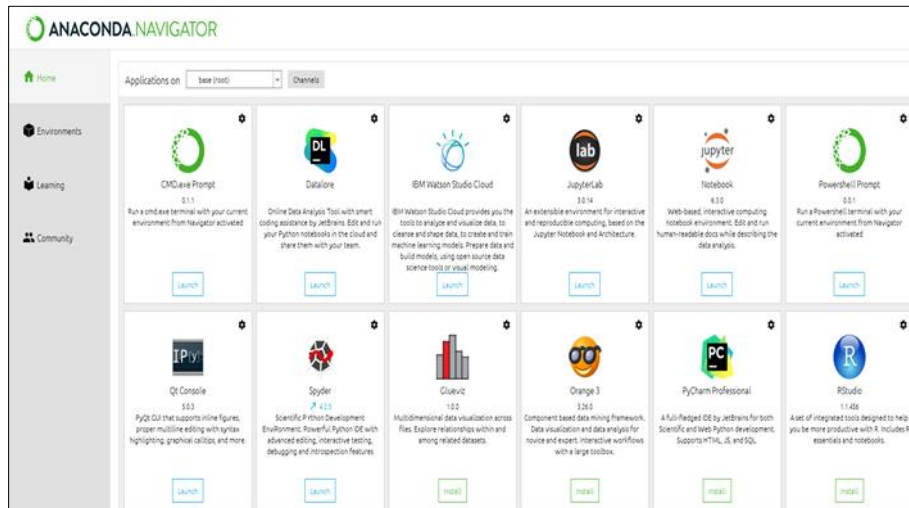 ANACONDA.NAVIGATOR
Home
Applications on base (root) Channels
Environments
Learning
Community
CMD.exe Prompt
0.1.1
Run a cmd.exe terminal with your current
environment from Navigator activated
Launch
DL
Datalore
Online Data Analysis Tool with smart
coding assistance by JetBrains. Edit and run
your Python notebooks in the cloud and
share them with your team.
Launch
IBM Watson Studio Cloud
IBM Watson Studio Cloud provides you the
tools to analyze and visualize data, to
cleanse and shape data, to create and train
machine learning models. Prepare data and
build models, using open source data
science tools or visual modeling.
Launch
lab
JupyterLab
3.0.14
An extensible environment for interactive
and reproducible computing, based on the
Jupyter Notebook and Architecture.
Launch
jupyter
Notebook
6.3.0
Web-based, interactive computing
notebook environment. Edit and run
human-readable docs while describing the
data analysis.
Launch
Powershell Prompt
0.0.1
Run a Powershell terminal with your
current environment from Navigator
activated
Launch
IP[y]:
Qt Console
5.0.3
PyQt GUI that supports inline figures,
proper multiline editing with syntax
highlighting, graphical calltips, and more.
Launch
Spyder
4.2.5
Scientific Python Development
EnviRonment. Powerful Python IDE with
advanced editing, interactive testing,
debugging and introspection features
Launch
Glueviz
1.0.0
Multidimensional data visualization across
files. Explore relationships within and
among related datasets.
Install
Orange 3
3.26.0
Component based data mining framework.
Data visualization and data analysis for
novice and expert. Interactive workflows
with a large toolbox.
Install
PC
PyCharm Professional
A full-fledged IDE by JetBrains for both
Scientific and Web Python development.
Supports HTML, JS, and SQL.
Install
R
RStudio
1.1.456
A set of integrated tools designed to help
you be more productive with R. Includes R
essentials and notebooks.
Install